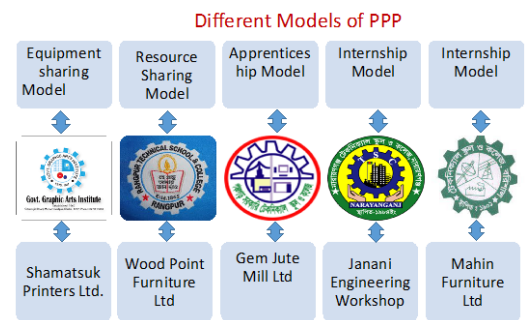 Different Models of PPP
Equipment
sharing
Model
Resource
Sharing
Model
Apprentices
hip Model
Internship
Model
Internship
Model
Govt. Graphic Arts Institute
RANGPUR TECHNICAL SCHOOL & COLLEGE
RANGPUR
NARAYANGANJ
Shamatsuk
Printers Ltd.
Wood Point
Furniture
Ltd
Gem Jute
Mill Ltd
Janani
Engineering
Workshop
Mahin
Furniture
Ltd